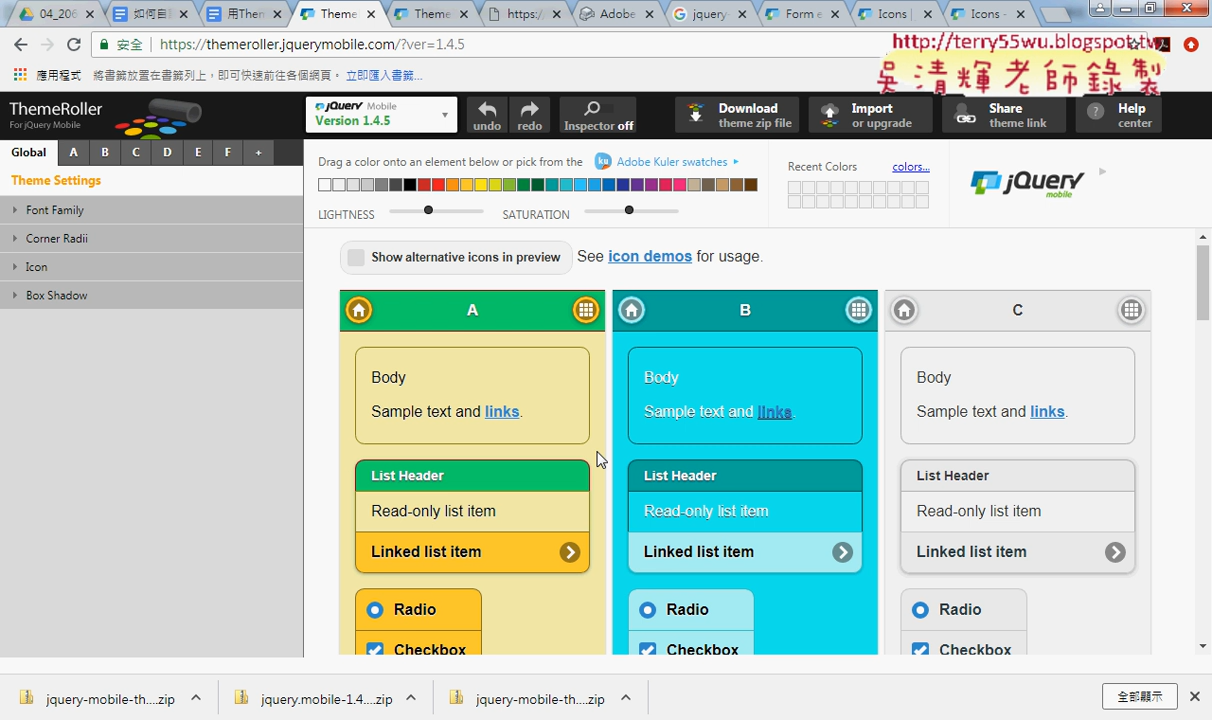 04_206
如何自訂
用Them
Theme
Theme
https:/
Adobe
jquery
Form e
Icons |
Icons -
安全 https://themeroller.jquerymobile.com/?ver=1.4.5
http://terry55wu.blogspot.tw
吳清輝老師錄製
應用程式 將書籤放置在書籤列上，即可快速前往各個網頁。 立即匯入書籤...
ThemeRoller
For jQuery Mobile
jQuery Mobile
Version 1.4.5
undo
redo
Inspector off
Download
theme zip file
Import
or upgrade
Share
theme link
? Help
center
Global A B C D E F +
Theme Settings
Font Family
Corner Radii
Icon
Box Shadow
Drag a color onto an element below or pick from the ku Adobe Kuler swatches
LIGHTNESS SATURATION
Recent Colors colors...
jQuery
mobile
Show alternative icons in preview See icon demos for usage.
A
Body
Sample text and links.
List Header
Read-only list item
Linked list item
Radio
Checkbox
B
Body
Sample text and links.
List Header
Read-only list item
Linked list item
Radio
Checkbox
C
Body
Sample text and links.
List Header
Read-only list item
Linked list item
Radio
Checkbox
jquery-mobile-th....zip
jquery.mobile-1.4....zip
jquery-mobile-th....zip
全部顯示